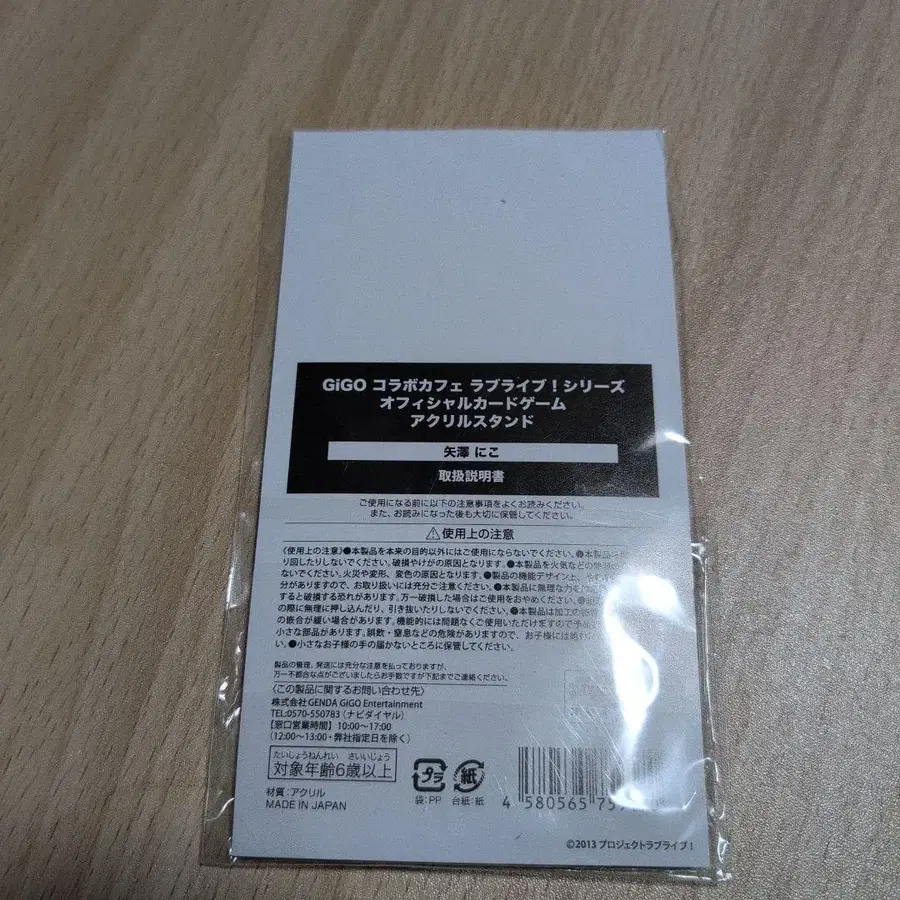 GiGO コラボカフェ ラブライブ！シリーズ
オフィシャルカードゲーム
アクリルスタンド
矢澤 にこ
取扱説明書
ご使用になる前に以下の注意事項をよくお読みください。
また、お読みになった後も大切に保管してください。
⚠使用上の注意
《使用上の注意》●本製品を本来の目的以外にはご使用にならないでください。●本製品を
り回したりしないでください。破損やけがの原因となります。●本製品を火気などの
ないでください。火災や変形、変色の原因となります。●製品の機能デザイン上、
分がありますので、お取り扱いには充分ご注意ください。●本製品に無理な力を
すると破損する恐れがあります。万一破損した場合はご使用をおやめください。
の際に無理に押し込んだり、引き抜いたりしないでください。●本製品は加工の
の嵌合が緩い場合があります。機能的には問題なくご使用いただけますので
小さな部品があります。誤飲・窒息などの危険がありますので、お子様には
い。●小さなお子様の手の届かないところに保管してください。
製品の管理、発送には充分な注意を払っておりますが、
万一不都合な点がございましたらお手数ですが下記までご連絡ください。
〈この製品に関するお問い合わせ先〉
株式会社GENDA GiGO Entertainment
TEL:0570-550783（ナビダイヤル）
【窓口営業時間】10:00〜17:00
(12:00〜13:00・弊社指定日を除く)
たいしょうねんれい さいいじょう
対象年齢6歳以上
プラ 紙
袋:PP 台紙:紙
材質：アクリル
MADE IN JAPAN
4 580565
©2013 プロジェクトラブライブ！